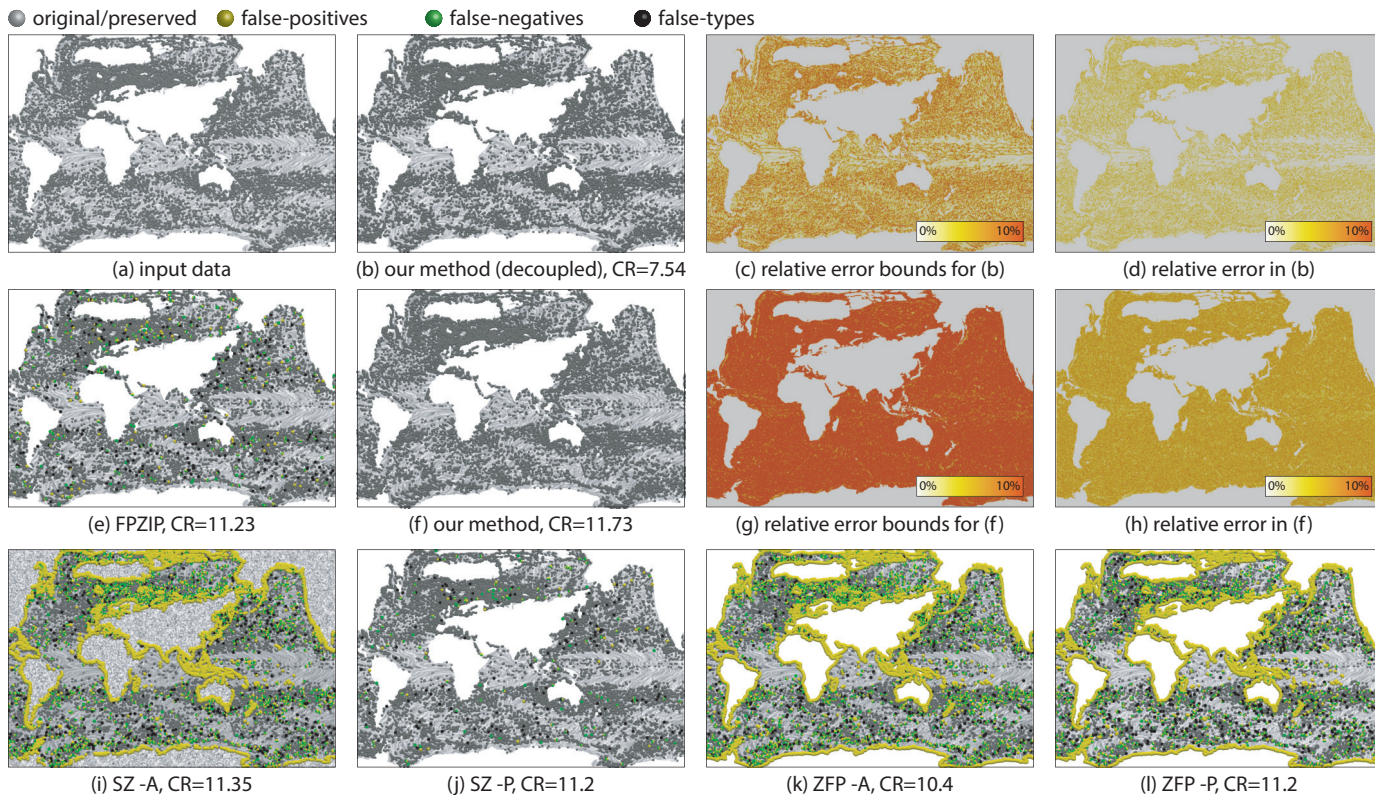 original/preserved false-positives false-negatives false-types
(a) input data
(b) our method (decoupled), CR=7.54
0% 10%
(c) relative error bounds for (b)
0% 10%
(d) relative error in (b)
(e) FPZIP, CR=11.23
(f) our method, CR=11.73
0% 10%
(g) relative error bounds for (f)
0% 10%
(h) relative error in (f)
(i) SZ -A, CR=11.35
(j) SZ -P, CR=11.2
(k) ZFP -A, CR=10.4
(l) ZFP -P, CR=11.2